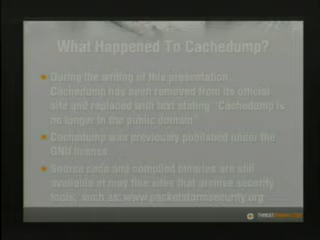 What Happened To Cachedump?
During the writing of this presentation
Cachedump has been removed from its official
site and replaced with text stating "Cachedump is
no longer in the public domain"
Cachedump was previously published under the
GNU licence
Source code and compiled binaries are still
available at may fine sites that archive security
tools, such as www.packetstormsecurity.org